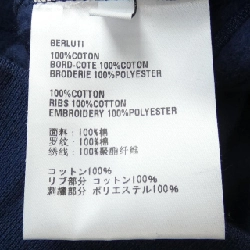 BERLUTI
100%COTON
BORD-COTE 100%COTON
BRODERIE 100%POLYESTER
100%COTTON
RIBS 100%COTTON
EMBROIDERY 100%POLYESTER
面料: 100%棉
罗纹: 100%棉
绣线: 100%聚酯纤维
コットン100%
リブ部分 コットン100%
刺繍部分 ポリエステル100%